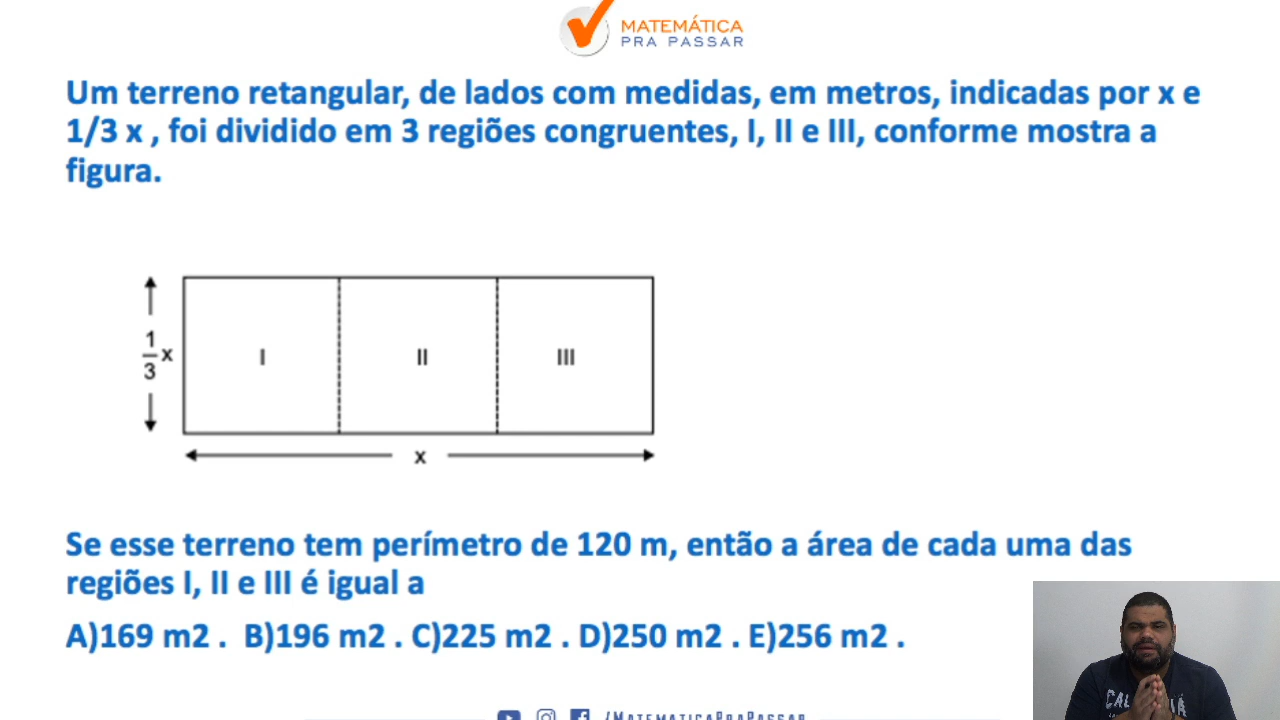 MATEMÁTICA
PRA PASSAR
Um terreno retangular, de lados com medidas, em metros, indicadas por x e
1/3 x , foi dividido em 3 regiões congruentes, I, II e III, conforme mostra a
figura.
1
3
x
I
II
III
x
Se esse terreno tem perímetro de 120 m, então a área de cada uma das
regiões I, II e III é igual a
A)169 m2 . B)196 m2 . C)225 m2 . D)250 m2 . E)256 m2 .
/MATEMATICAPRAPASSAR